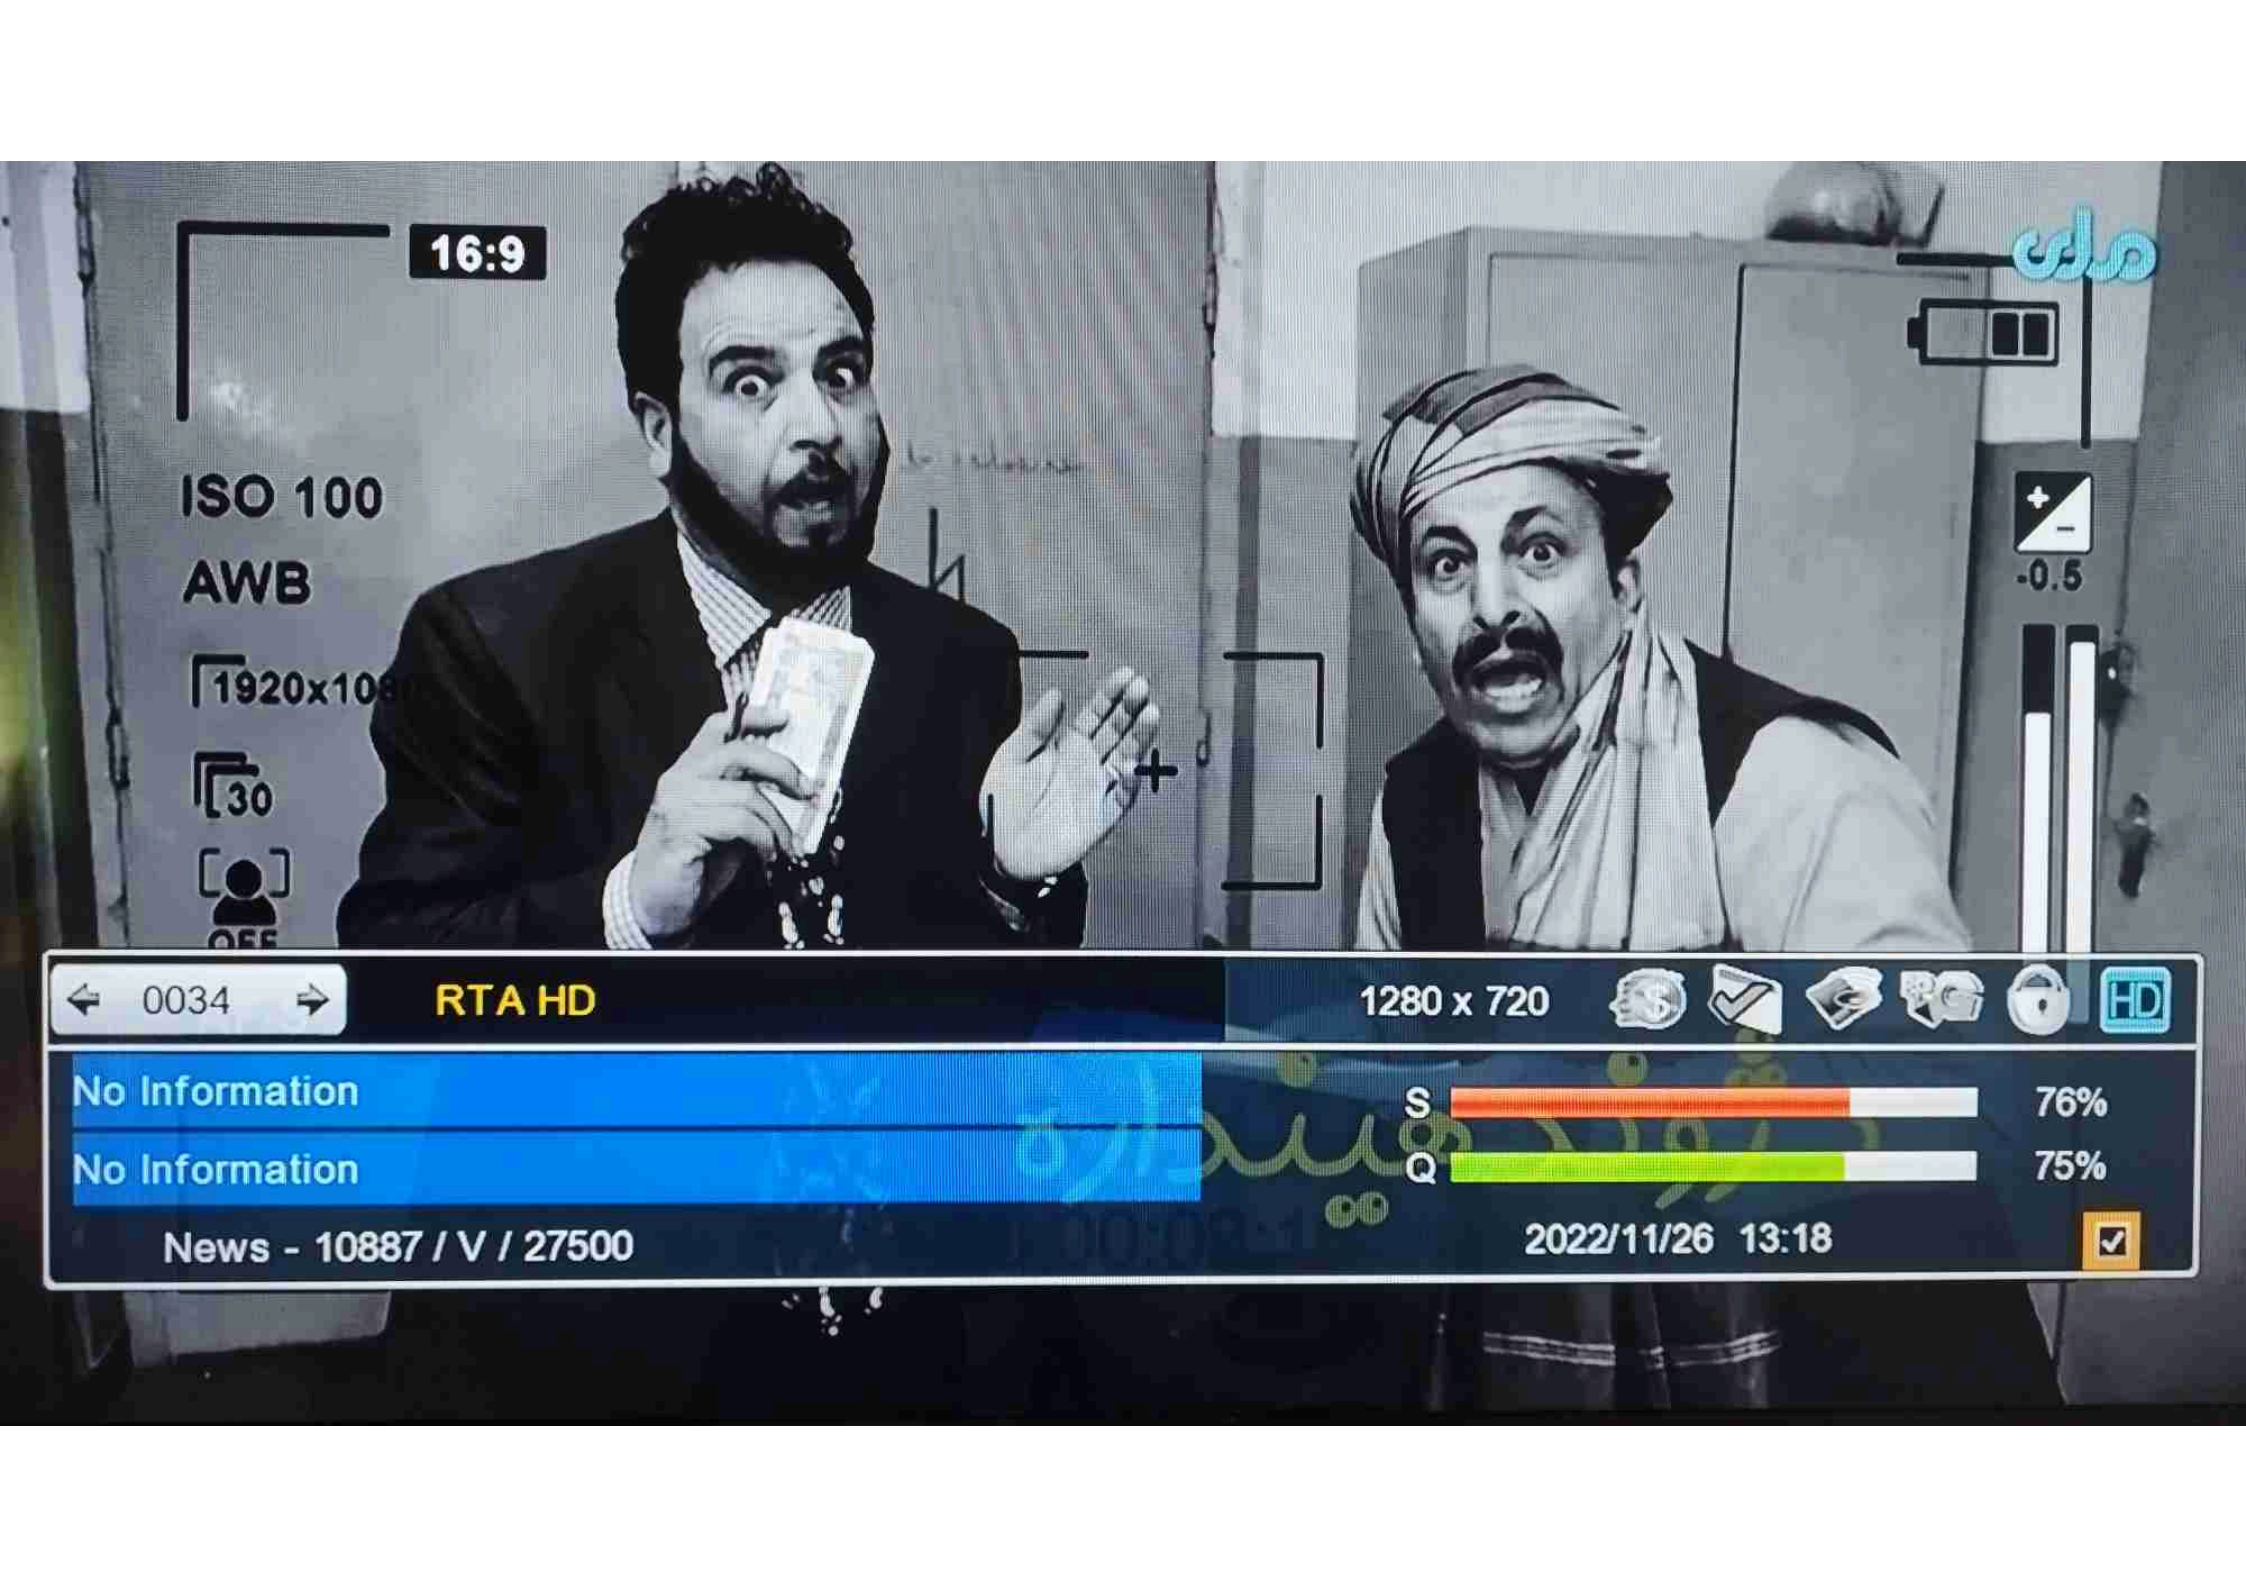 16:9
ملی
ISO 100
AWB
-0.5
30
OFF
0034
RTA HD
1280 x 720
HD
No Information
S
76%
No Information
Q
75%
News - 10887 / V / 27500
2022/11/26 13:18